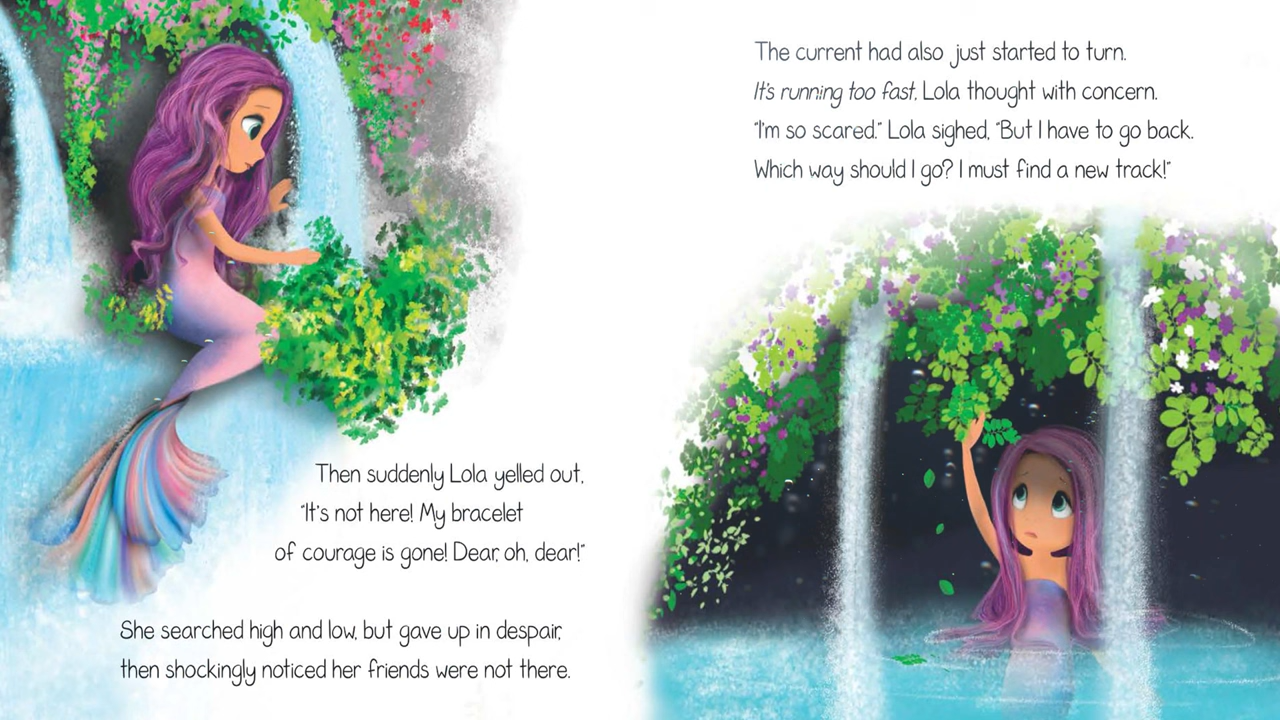 Then suddenly Lola yelled out,
"It's not here! My bracelet
of courage is gone! Dear, oh, dear!"
She searched high and low, but gave up in despair,
then shockingly noticed her friends were not there.
The current had also just started to turn.
It's running too fast, Lola thought with concern.
"I'm so scared." Lola sighed, "But I have to go back.
Which way should I go? I must find a new track!"